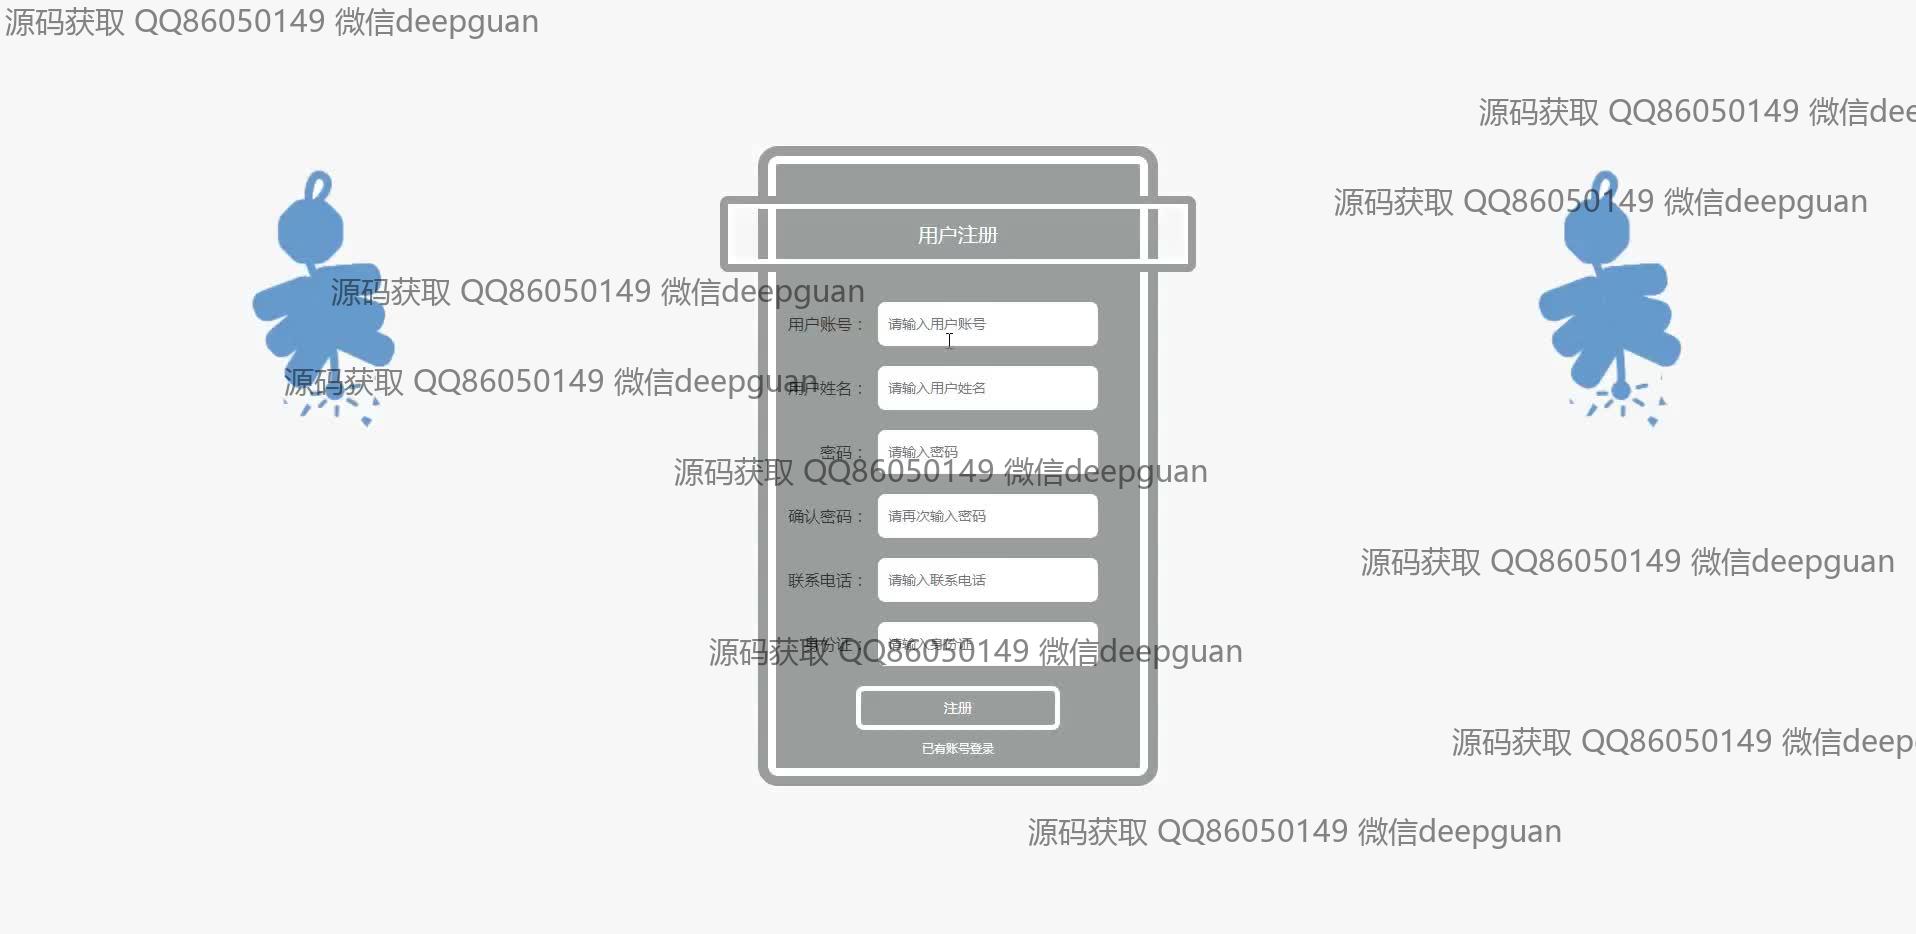 源码获取 QQ86050149 微信deepguan
源码获取 QQ86050149 微信dee
源码获取 QQ86050149 微信deepguan
用户注册
源码获取 QQ86050149 微信deepguan
用户账号： 请输入用户账号
源码获取 QQ86050149 微信deepguan
用户姓名： 请输入用户姓名
密码： 请输入密码
源码获取 QQ86050149 微信deepguan
确认密码： 请再次输入密码
源码获取 QQ86050149 微信deepguan
联系电话： 请输入联系电话
身份证： 请输入身份证
源码获取 QQ86050149 微信deepguan
注册
源码获取 QQ86050149 微信deep
已有账号登录
源码获取 QQ86050149 微信deepguan